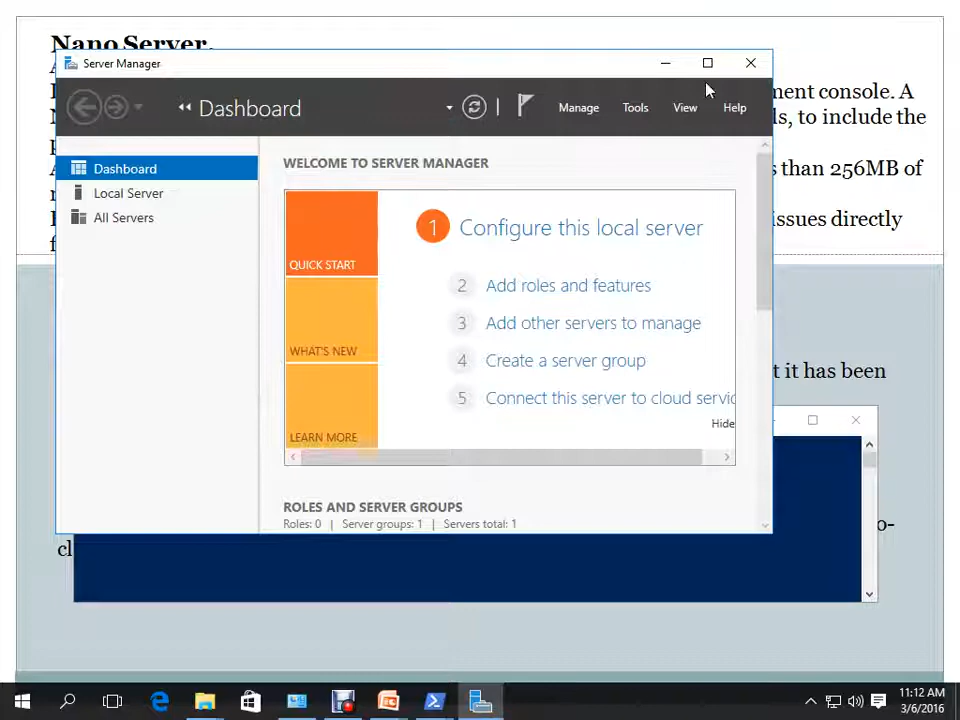 Nano Server.
Server Manager
ment console. A
Dashboard
Manage Tools View Help
s, to include the
Dashboard
WELCOME TO SERVER MANAGER
s than 256MB of
Local Server
All Servers
issues directly
1 Configure this local server
QUICK START
2 Add roles and features
3 Add other servers to manage
WHAT'S NEW
4 Create a server group
t it has been
5 Connect this server to cloud servic
Hide
LEARN MORE
ROLES AND SERVER GROUPS
Roles: 0 | Server groups: 1 | Servers total: 1
o-
cl
11:12 AM
3/6/2016